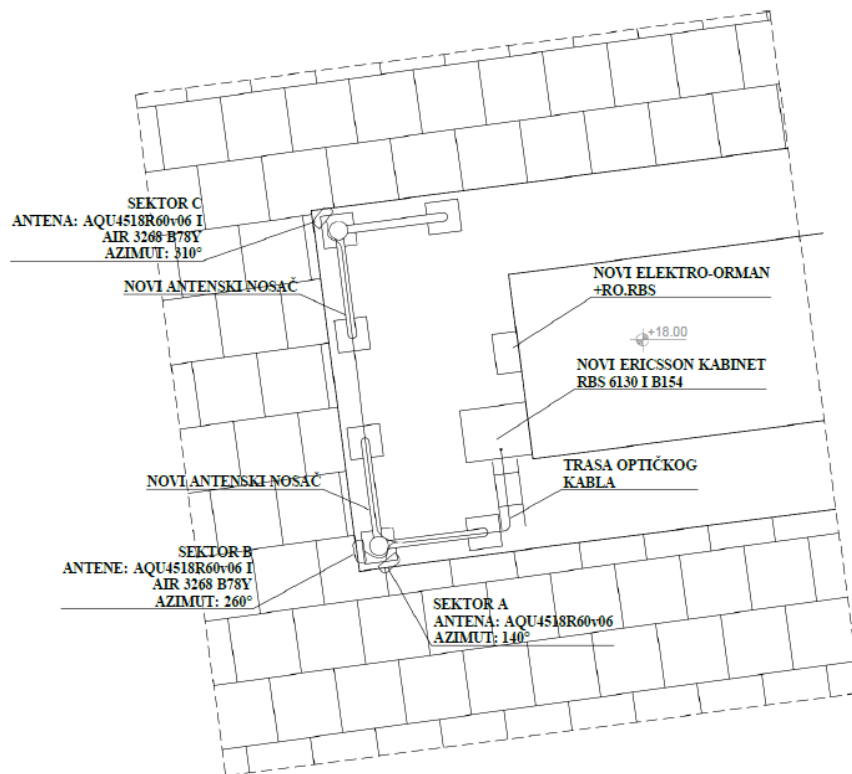 SEKTOR C
ANTENA: AQU4518R60v06 I
AIR 3268 B78Y
AZIMUT: 310°
NOVI ANTENSKI NOSAČ
NOVI ELEKTRO-ORMAN
+RO.RBS
+18.00
NOVI ERICSSON KABINET
RBS 6130 I B154
TRASA OPTIČKOG
KABLA
NOVI ANTENSKI NOSAČ
SEKTOR B
ANTENE: AQU4518R60v06 I
AIR 3268 B78Y
AZIMUT: 260°
SEKTOR A
ANTENA: AQU4518R60v06
AZIMUT: 140°